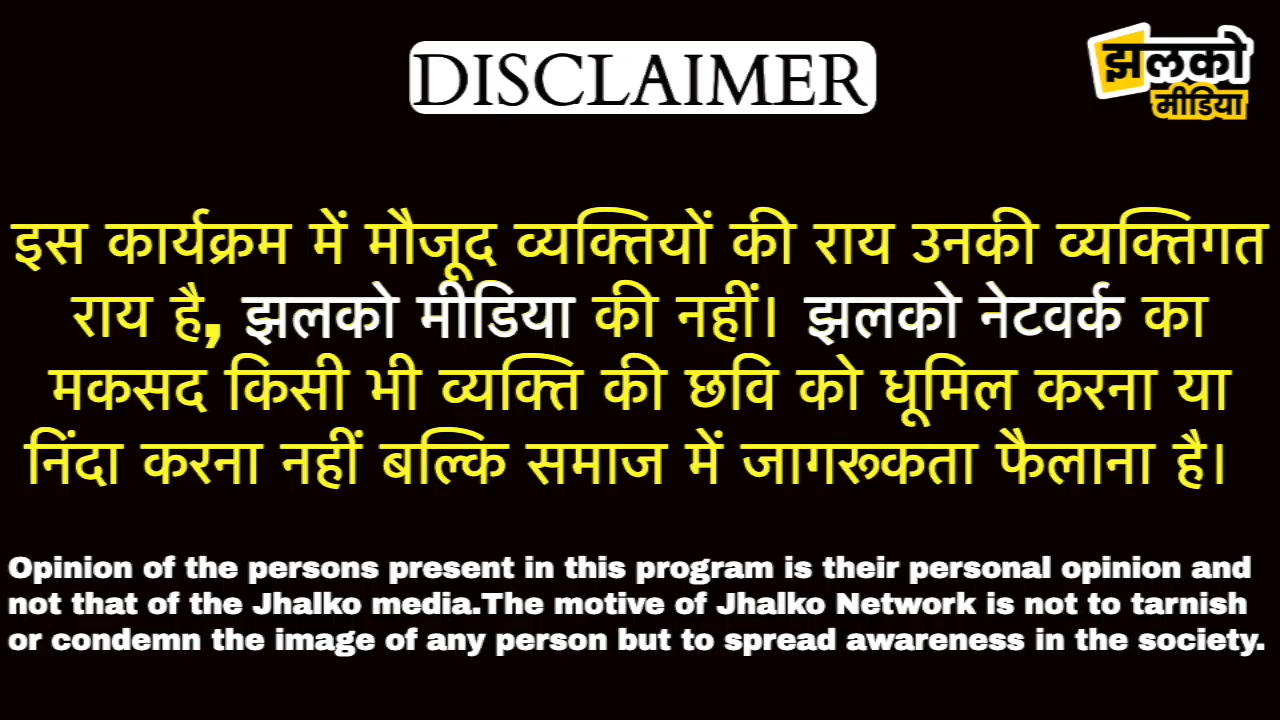 DISCLAIMER
झलको
मीडिया
इस कार्यक्रम में मौजूद व्यक्तियों की राय उनकी व्यक्तिगत
राय है, झलको मीडिया की नहीं। झलको नेटवर्क का
मकसद किसी भी व्यक्ति की छवि को धूमिल करना या
निंदा करना नहीं बल्कि समाज में जागरूकता फैलाना है।
Opinion of the persons present in this program is their personal opinion and
not that of the Jhalko media.The motive of Jhalko Network is not to tarnish
or condemn the image of any person but to spread awareness in the society.